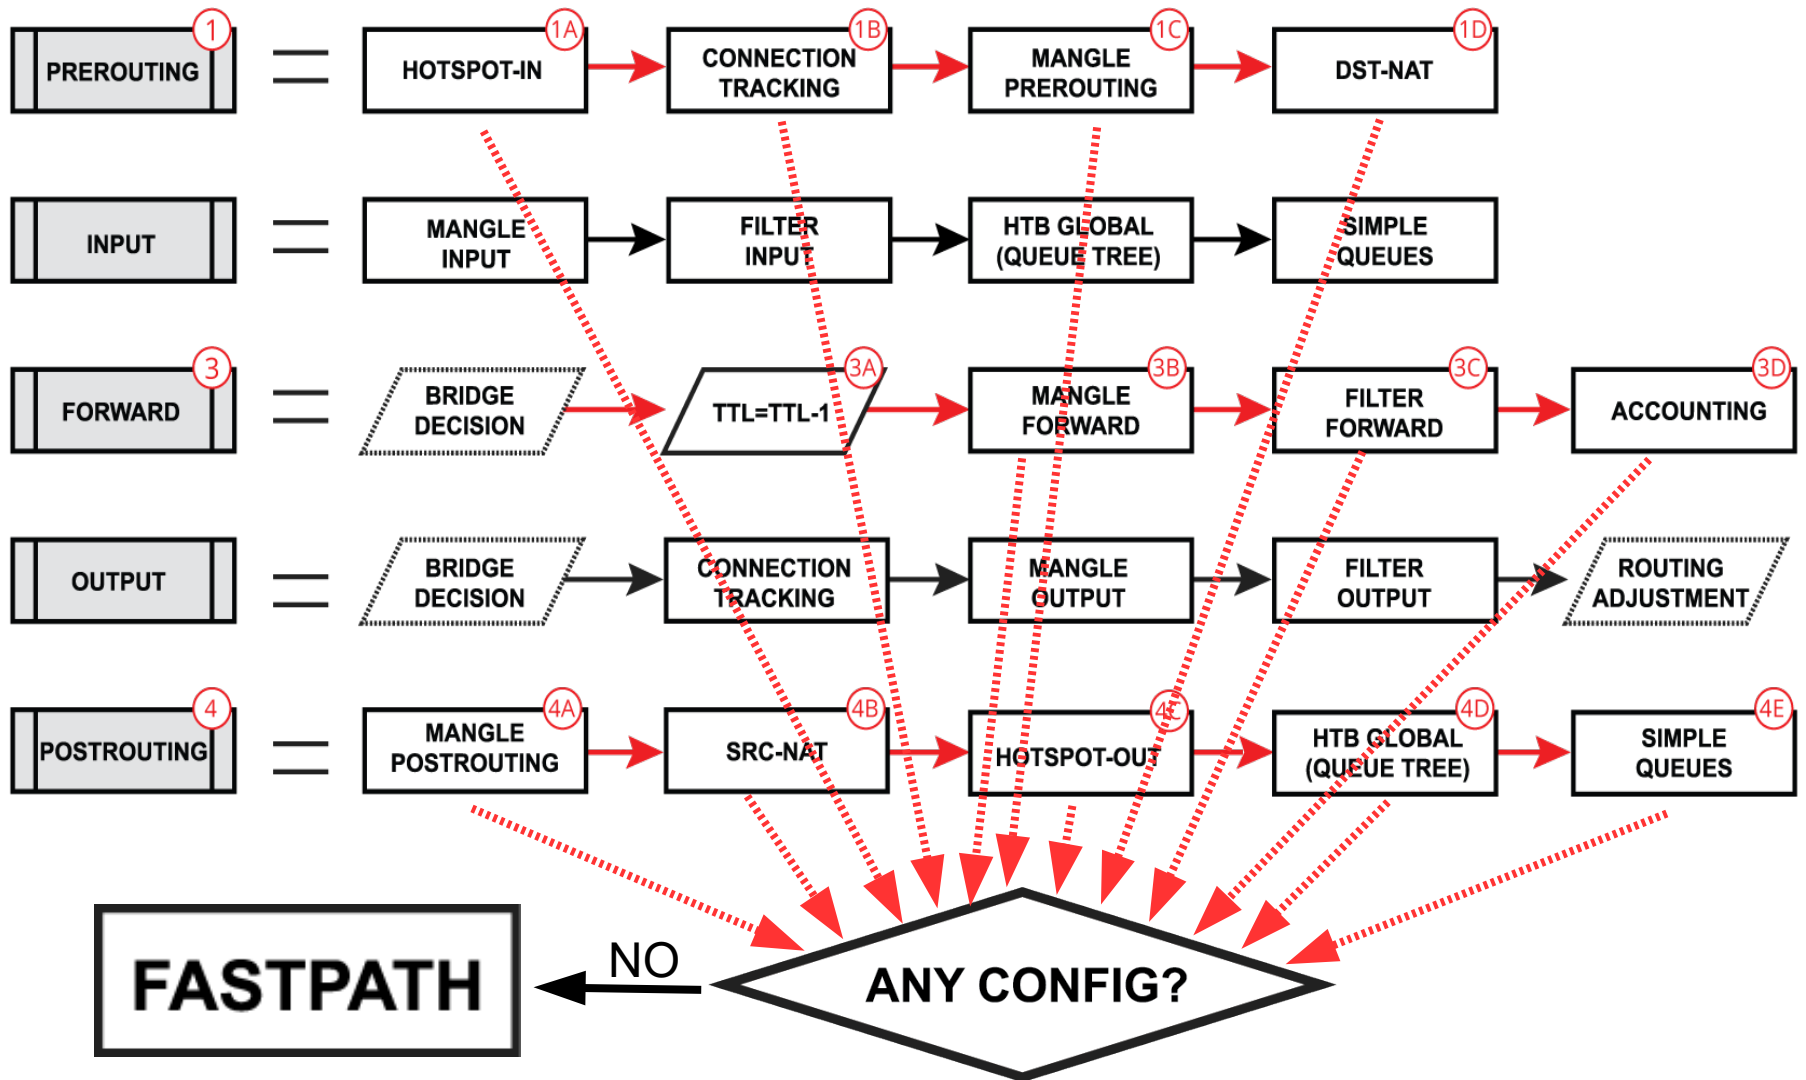 1
PREROUTING
1A
HOTSPOT-IN
1B
CONNECTION
TRACKING
1C
MANGLE
PREROUTING
1D
DST-NAT
INPUT
MANGLE
INPUT
FILTER
INPUT
HTB GLOBAL
(QUEUE TREE)
SIMPLE
QUEUES
3
FORWARD
BRIDGE
DECISION
3A
TTL=TTL-1
3B
MANGLE
FORWARD
3C
FILTER
FORWARD
3D
ACCOUNTING
OUTPUT
BRIDGE
DECISION
CONNECTION
TRACKING
MANGLE
OUTPUT
FILTER
OUTPUT
ROUTING
ADJUSTMENT
4
POSTROUTING
4A
MANGLE
POSTROUTING
4B
SRC-NAT
4C
HOTSPOT-OUT
4D
HTB GLOBAL
(QUEUE TREE)
4E
SIMPLE
QUEUES
FASTPATH
NO
ANY CONFIG?